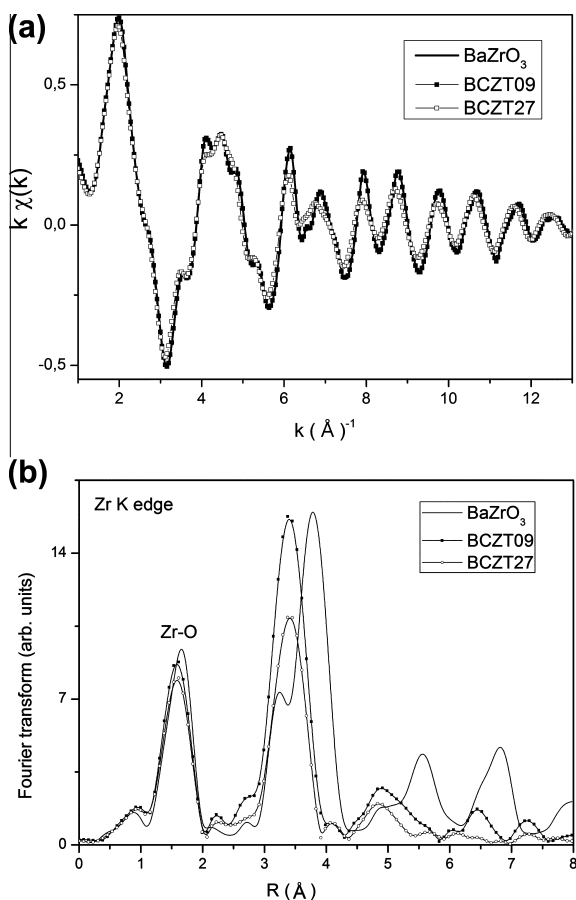 (a)
BaZrO3
BCZT09
BCZT27
0,5
0,0
-0,5
k χ(k)
2 4 6 8 10 12
k ( Å )-1
(b)
Zr K edge
BaZrO3
BCZT09
BCZT27
Zr-O
14
7
0
Fourier transform (arb. units)
0 1 2 3 4 5 6 7 8
R (Å)